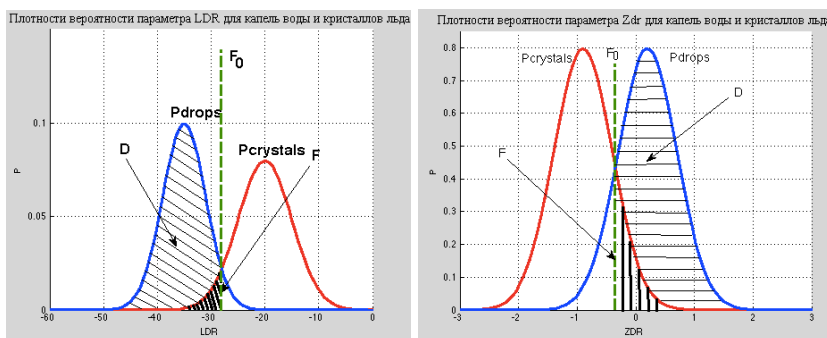 Плотности вероятности параметра LDR для капель воды и кристаллов льда
F0
Pdrops
0.1
D
Pcrystals
F
P
0.05
0
-60
-50
-40
-30
-20
-10
0
LDR
Плотности вероятности параметра Zdr для капель воды и кристаллов льда
0.8
Pcrystals
F0
Pdrops
0.7
0.6
D
0.5
P
0.4
F
0.3
0.2
0.1
0
-3
-2
-1
0
1
2
3
ZDR